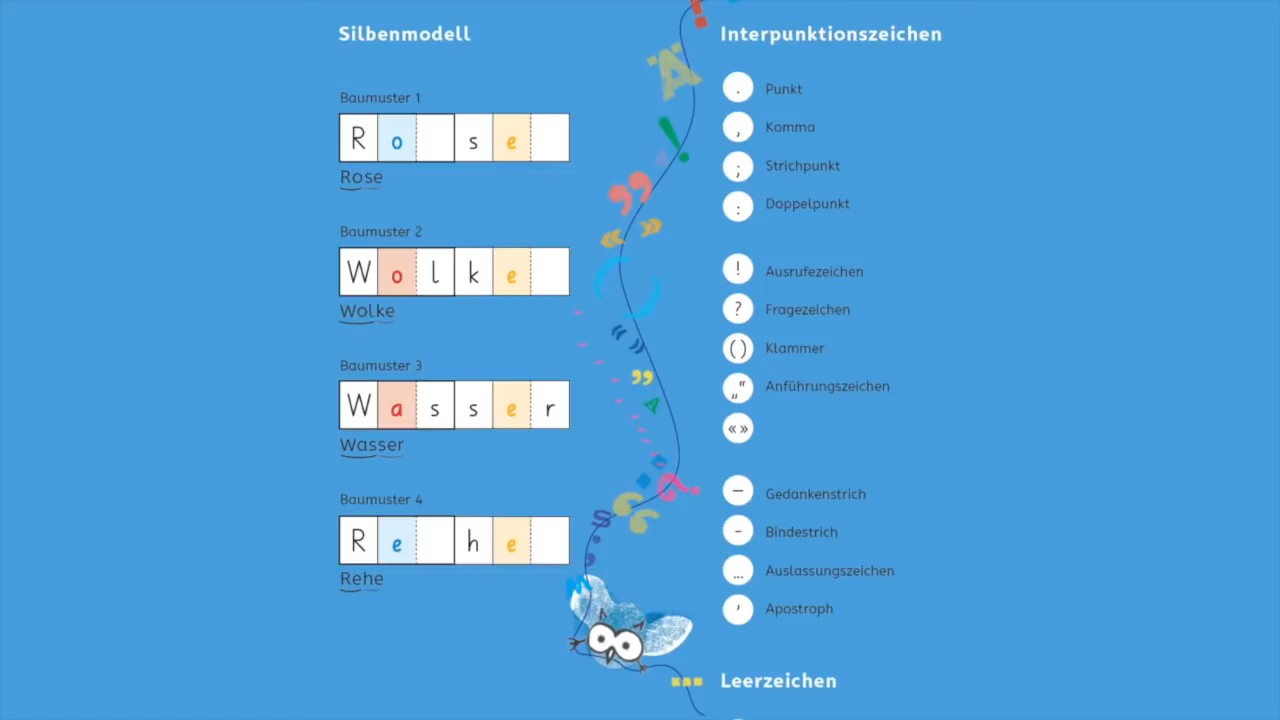 Silbenmodell
Baumuster 1
R o s e
Rose
Baumuster 2
W o l k e
Wolke
Baumuster 3
W a s s e r
Wasser
Baumuster 4
R e h e
Rehe
Interpunktionszeichen
. Punkt
, Komma
; Strichpunkt
: Doppelpunkt
! Ausrufezeichen
? Fragezeichen
( ) Klammer
„“ Anführungszeichen
« »
– Gedankenstrich
- Bindestrich
... Auslassungszeichen
’ Apostroph
Leerzeichen